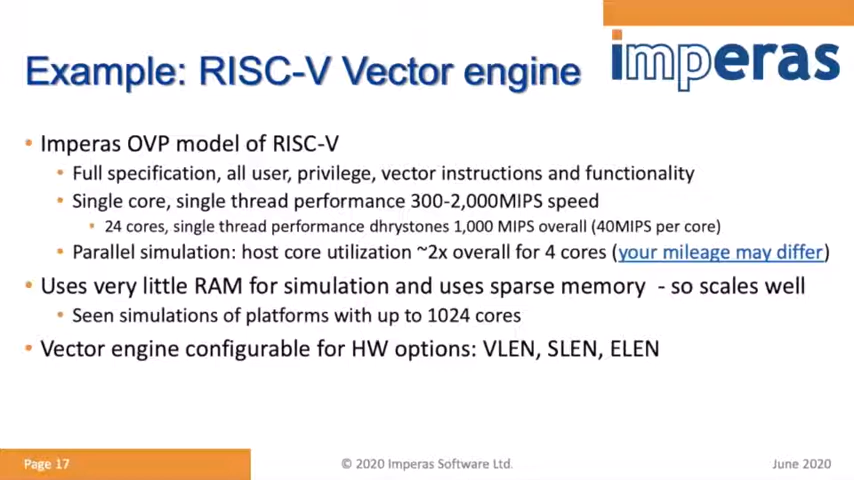 imperas
Example: RISC-V Vector engine
• Imperas OVP model of RISC-V
• Full specification, all user, privilege, vector instructions and functionality
• Single core, single thread performance 300-2,000MIPS speed
• 24 cores, single thread performance dhrystones 1,000 MIPS overall (40MIPS per core)
• Parallel simulation: host core utilization ~2x overall for 4 cores (your mileage may differ)
• Uses very little RAM for simulation and uses sparse memory - so scales well
• Seen simulations of platforms with up to 1024 cores
• Vector engine configurable for HW options: VLEN, SLEN, ELEN
Page 17
© 2020 Imperas Software Ltd.
June 2020